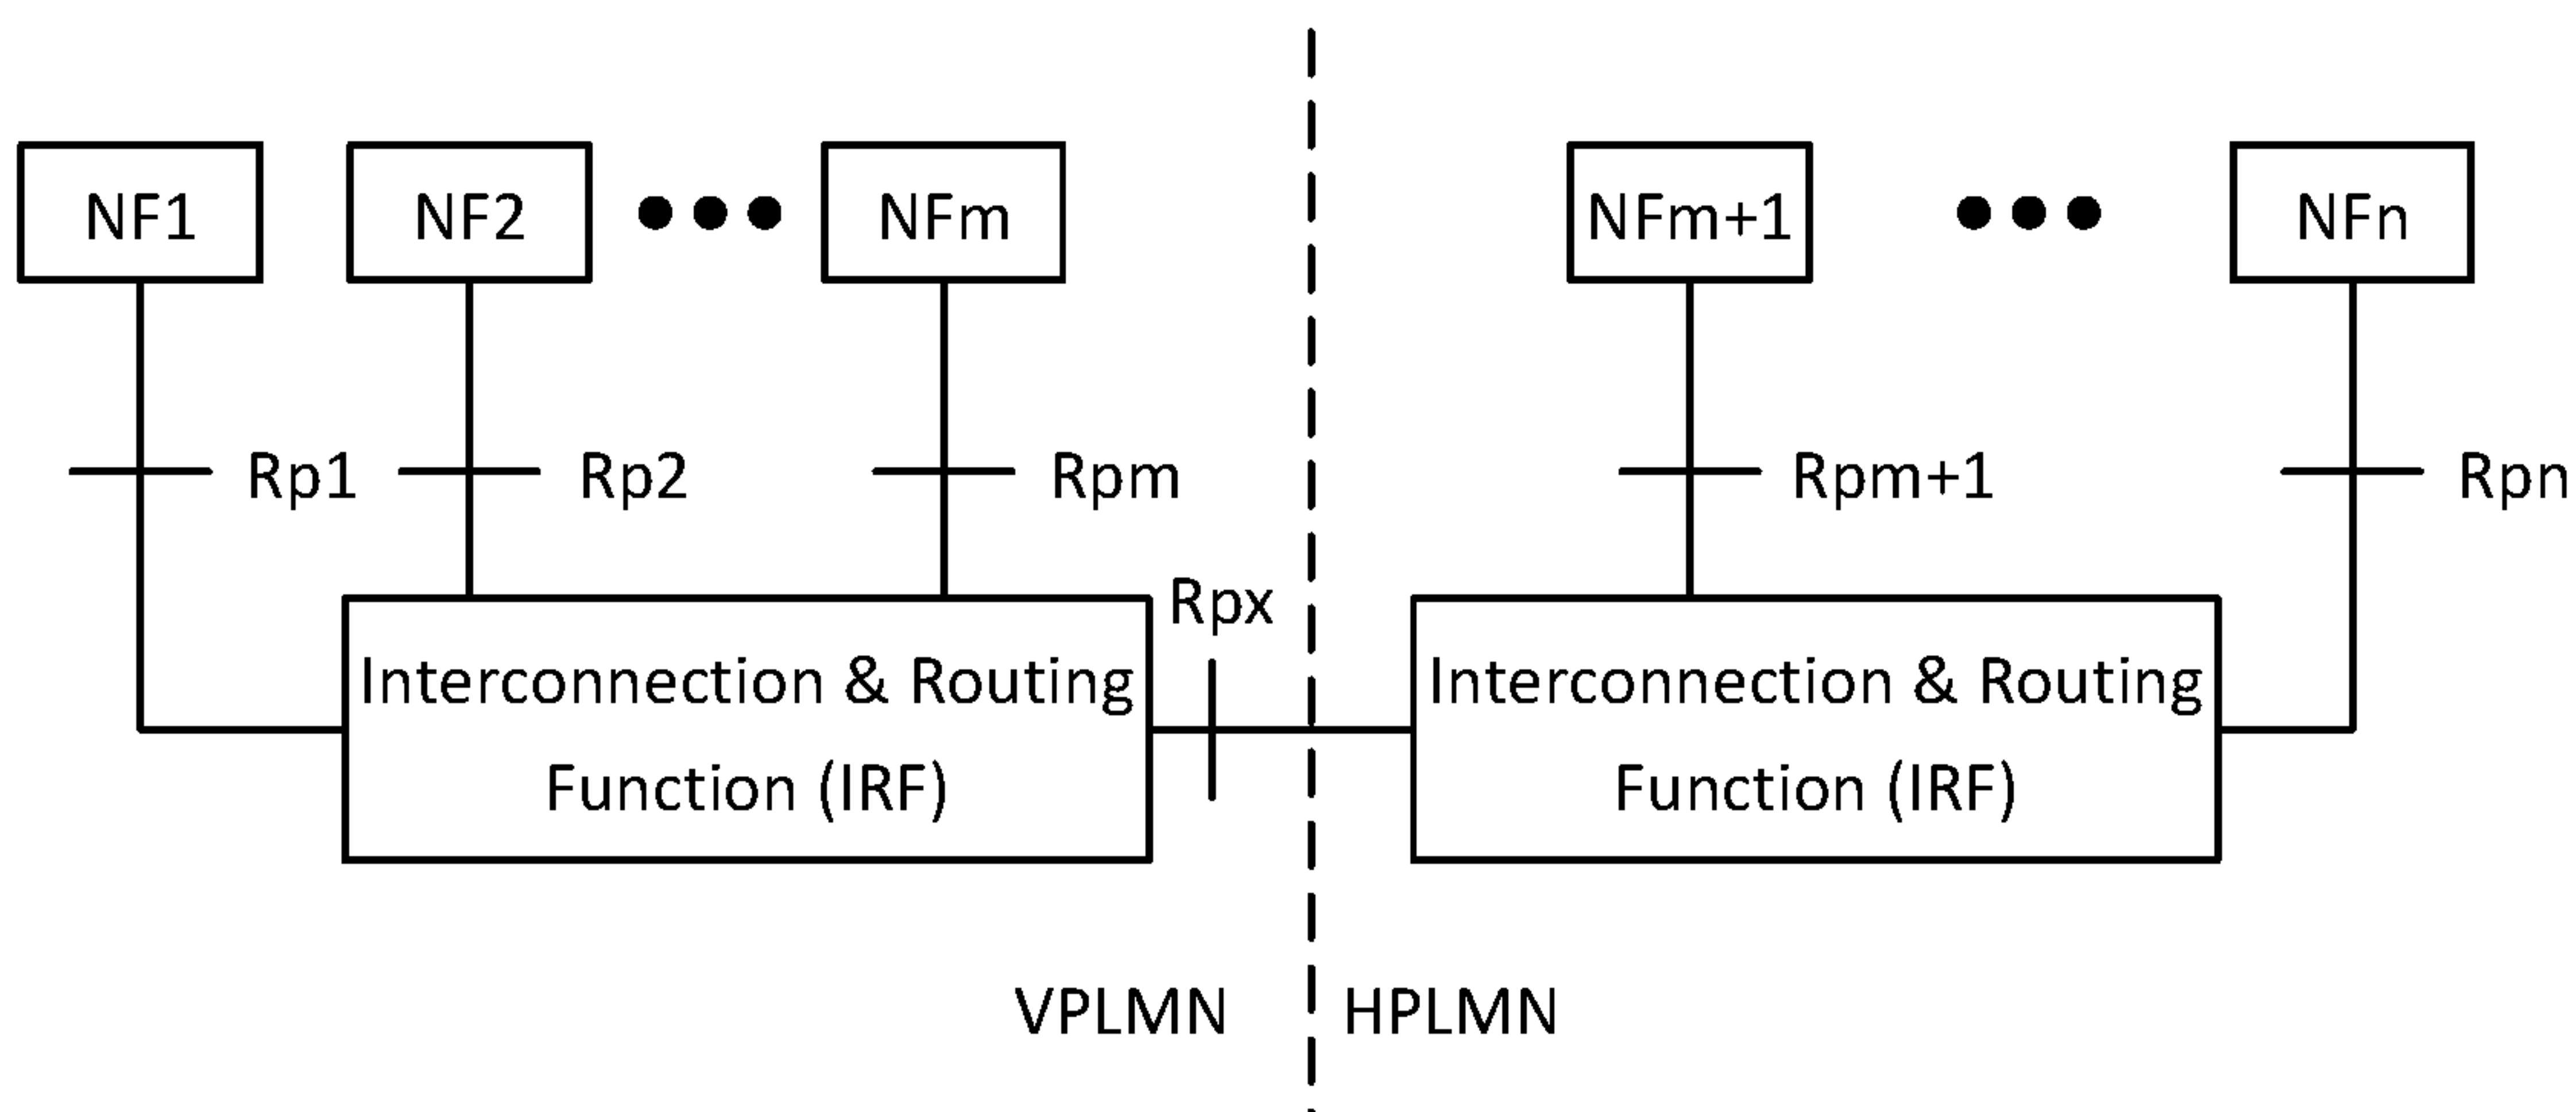 NF1
NF2
NFm
NFm+1
NFn
Rp1
Rp2
Rpm
Rpm+1
Rpn
Rpx
Interconnection & Routing
Function (IRF)
Interconnection & Routing
Function (IRF)
VPLMN
HPLMN